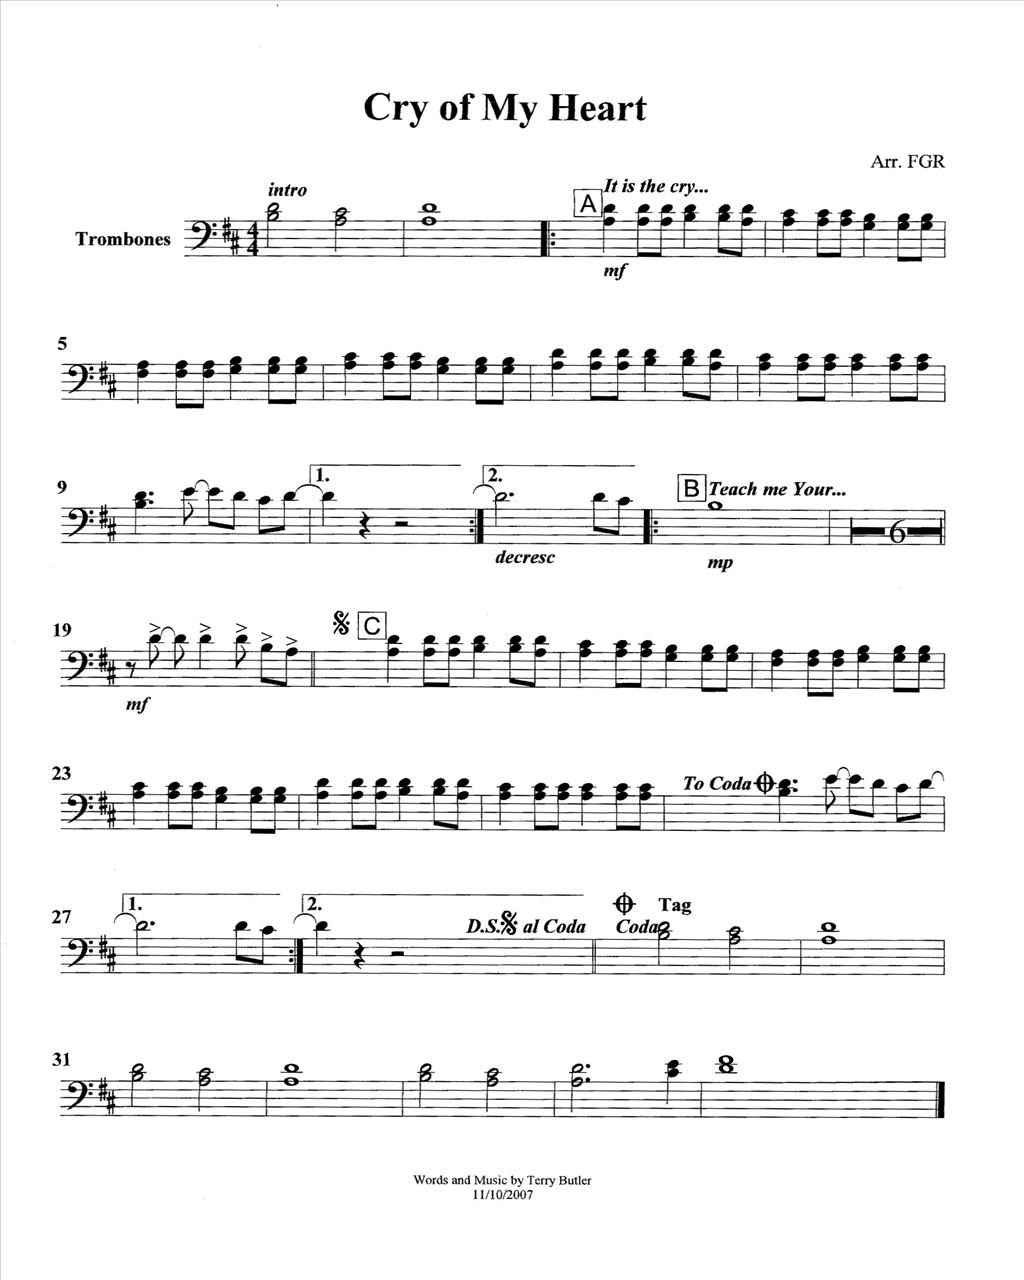 Cry of My Heart
Arr. FGR
intro
A It is the cry...
Trombones
4
4
mf
5
9
1.
2.
B Teach me Your...
decresc
mp
6
19
C
mf
23
To Coda
27
1.
2.
D.S. al Coda
Coda
Tag
31
Words and Music by Terry Butler
11/10/2007